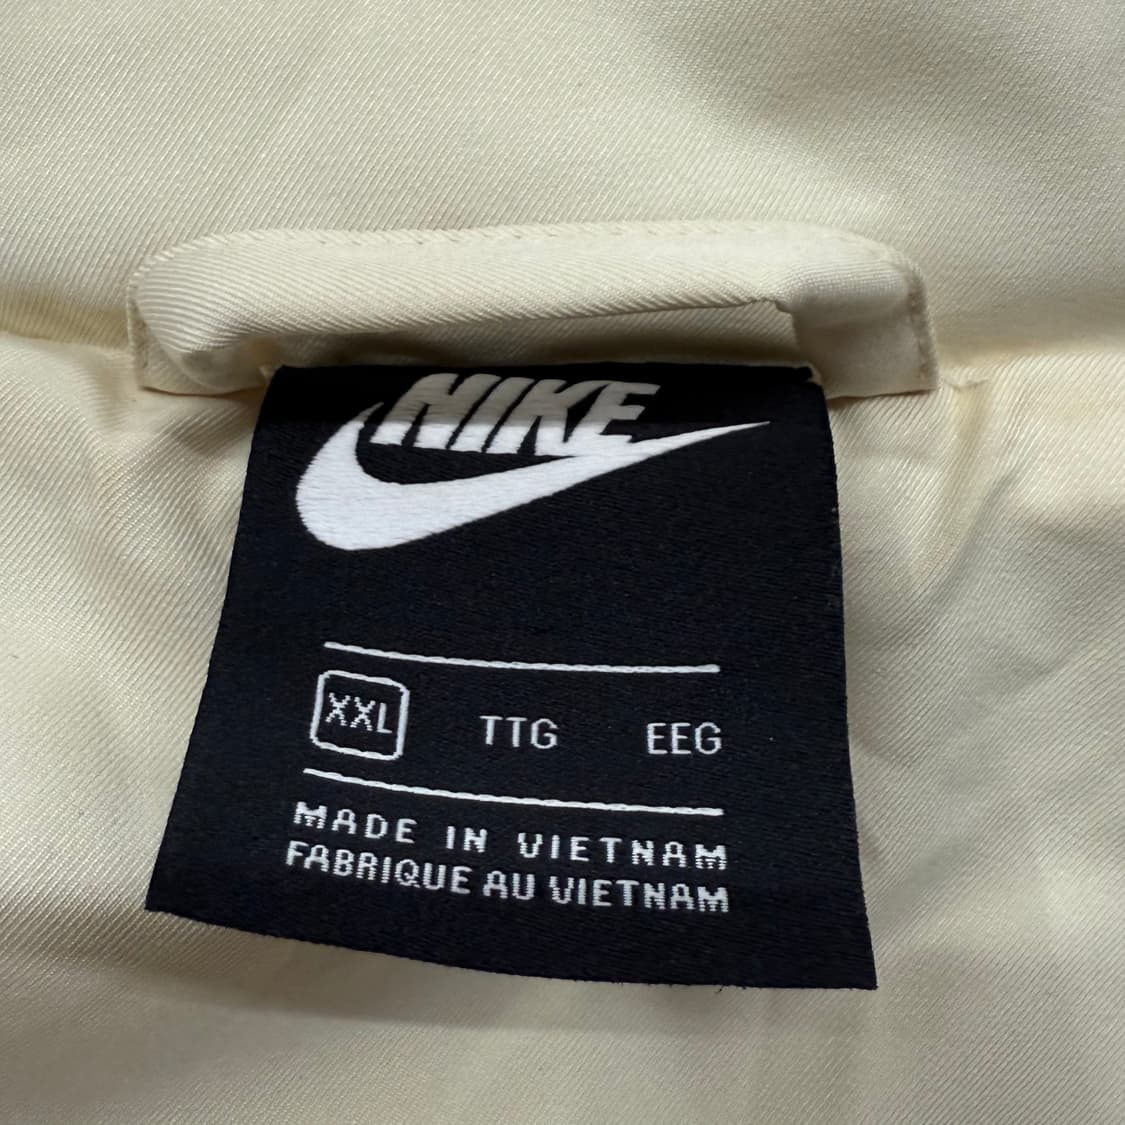 NIKE
XXL TTG EEG
MADE IN VIETNAM
FABRIQUE AU VIETNAM